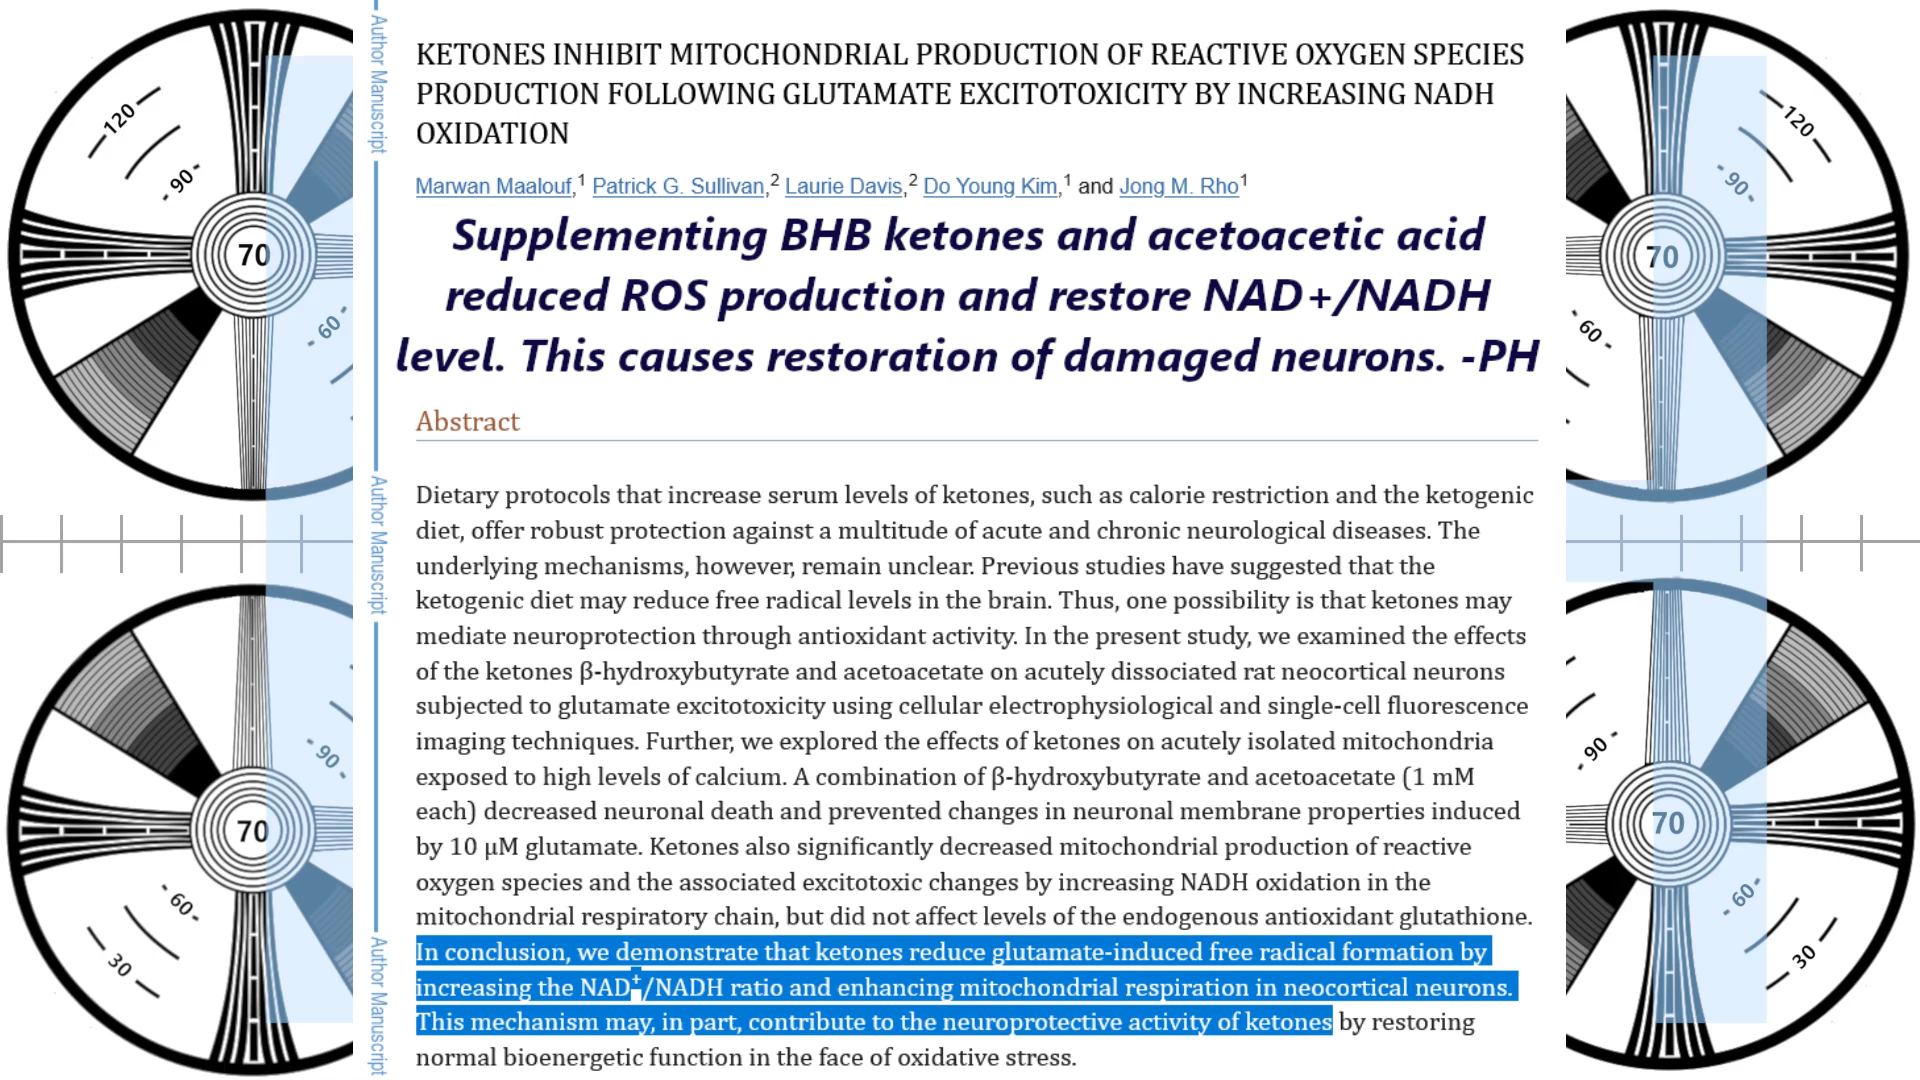 KETONES INHIBIT MITOCHONDRIAL PRODUCTION OF REACTIVE OXYGEN SPECIES
PRODUCTION FOLLOWING GLUTAMATE EXCITOTOXICITY BY INCREASING NADH
OXIDATION
Marwan Maalouf,1 Patrick G. Sullivan,2 Laurie Davis,2 Do Young Kim,1 and Jong M. Rho1
Supplementing BHB ketones and acetoacetic acid
reduced ROS production and restore NAD+/NADH
level. This causes restoration of damaged neurons. -PH
Abstract
Dietary protocols that increase serum levels of ketones, such as calorie restriction and the ketogenic
diet, offer robust protection against a multitude of acute and chronic neurological diseases. The
underlying mechanisms, however, remain unclear. Previous studies have suggested that the
ketogenic diet may reduce free radical levels in the brain. Thus, one possibility is that ketones may
mediate neuroprotection through antioxidant activity. In the present study, we examined the effects
of the ketones β-hydroxybutyrate and acetoacetate on acutely dissociated rat neocortical neurons
subjected to glutamate excitotoxicity using cellular electrophysiological and single-cell fluorescence
imaging techniques. Further, we explored the effects of ketones on acutely isolated mitochondria
exposed to high levels of calcium. A combination of β-hydroxybutyrate and acetoacetate (1 mM
each) decreased neuronal death and prevented changes in neuronal membrane properties induced
by 10 μM glutamate. Ketones also significantly decreased mitochondrial production of reactive
oxygen species and the associated excitotoxic changes by increasing NADH oxidation in the
mitochondrial respiratory chain, but did not affect levels of the endogenous antioxidant glutathione.
In conclusion, we demonstrate that ketones reduce glutamate-induced free radical formation by
increasing the NAD+/NADH ratio and enhancing mitochondrial respiration in neocortical neurons.
This mechanism may, in part, contribute to the neuroprotective activity of ketones by restoring
normal bioenergetic function in the face of oxidative stress.
Author Manuscript
Author Manuscript
Author Manuscript
120
- 90 -
70
- 60 -
120
- 90 -
70
- 60 -
- 90 -
70
- 60 -
30
- 90 -
70
- 60 -
30